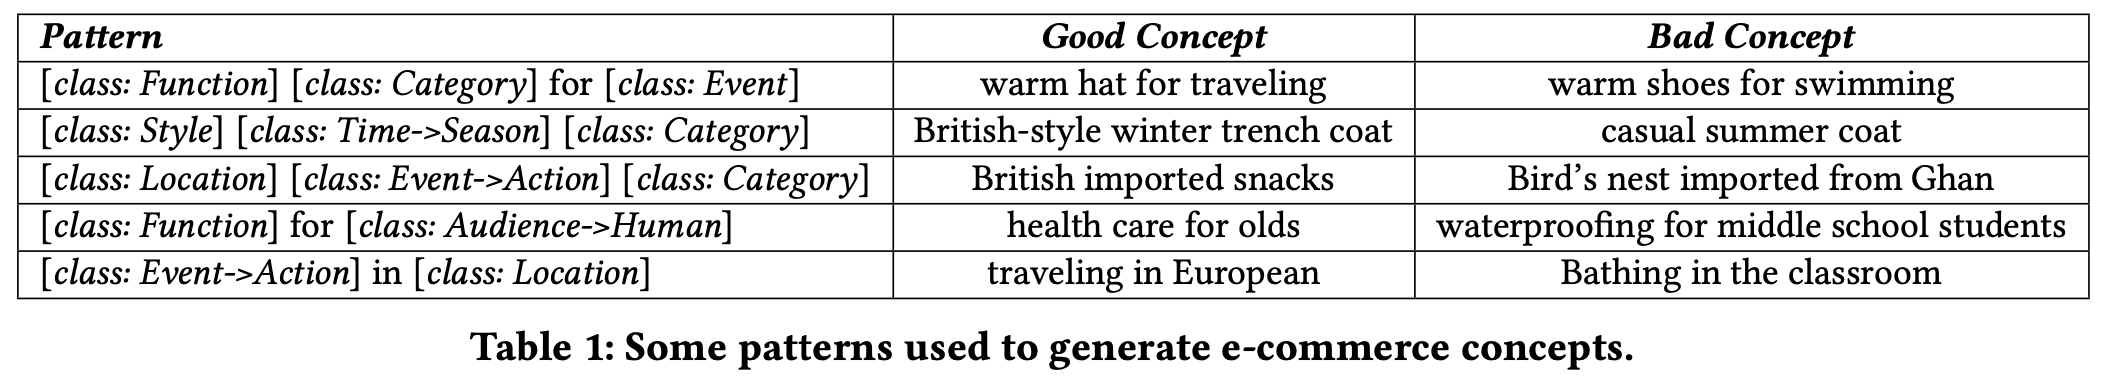 Pattern Good Concept Bad Concept
[class: Function] [class: Category] for [class: Event] warm hat for traveling warm shoes for swimming
[class: Style] [class: Time->Season] [class: Category] British-style winter trench coat casual summer coat
[class: Location] [class: Event->Action] [class: Category] British imported snacks Bird's nest imported from Ghan
[class: Function] for [class: Audience->Human] health care for olds waterproofing for middle school students
[class: Event->Action] in [class: Location] traveling in European Bathing in the classroom
Table 1: Some patterns used to generate e-commerce concepts.